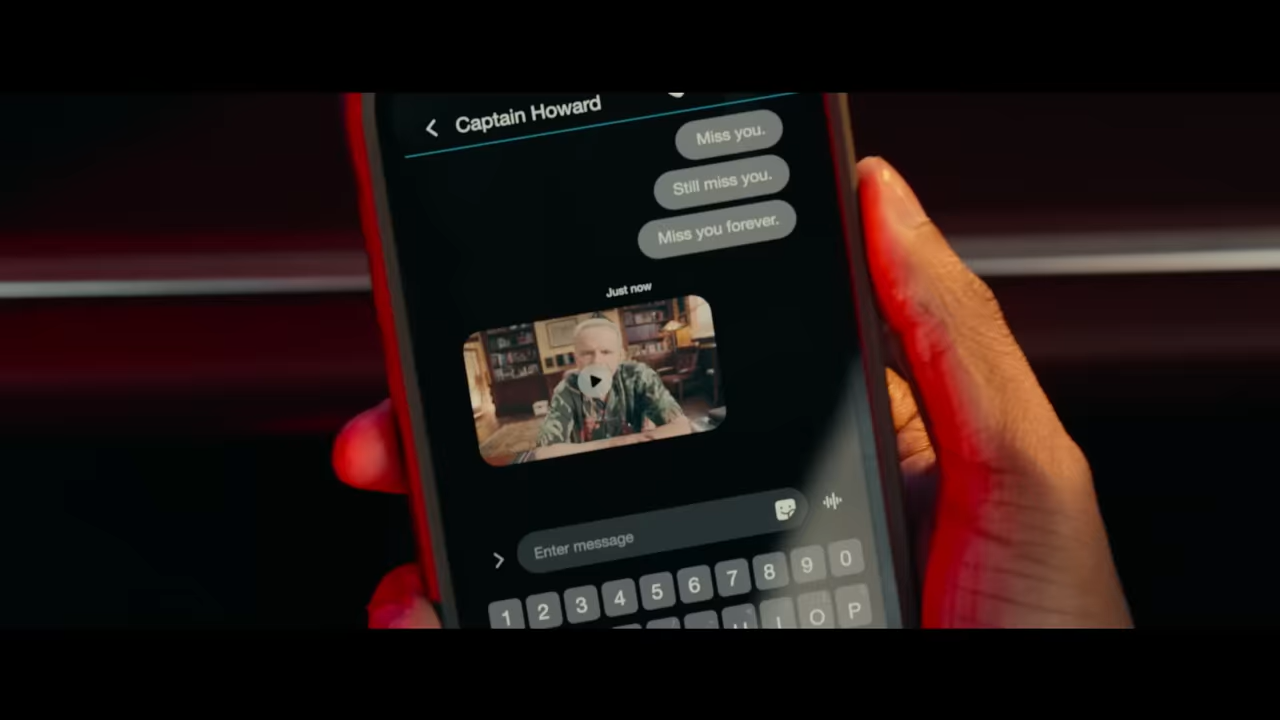 Captain Howard
Miss you.
Still miss you.
Miss you forever.
Just now
Enter message
1 2 3 4 5 6 7 8 9 0
U I O P